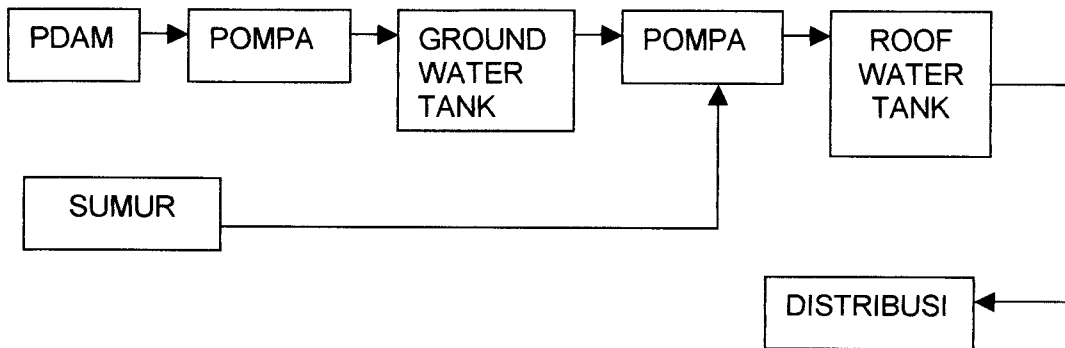 PDAM
POMPA
GROUND
WATER
TANK
POMPA
ROOF
WATER
TANK
SUMUR
DISTRIBUSI